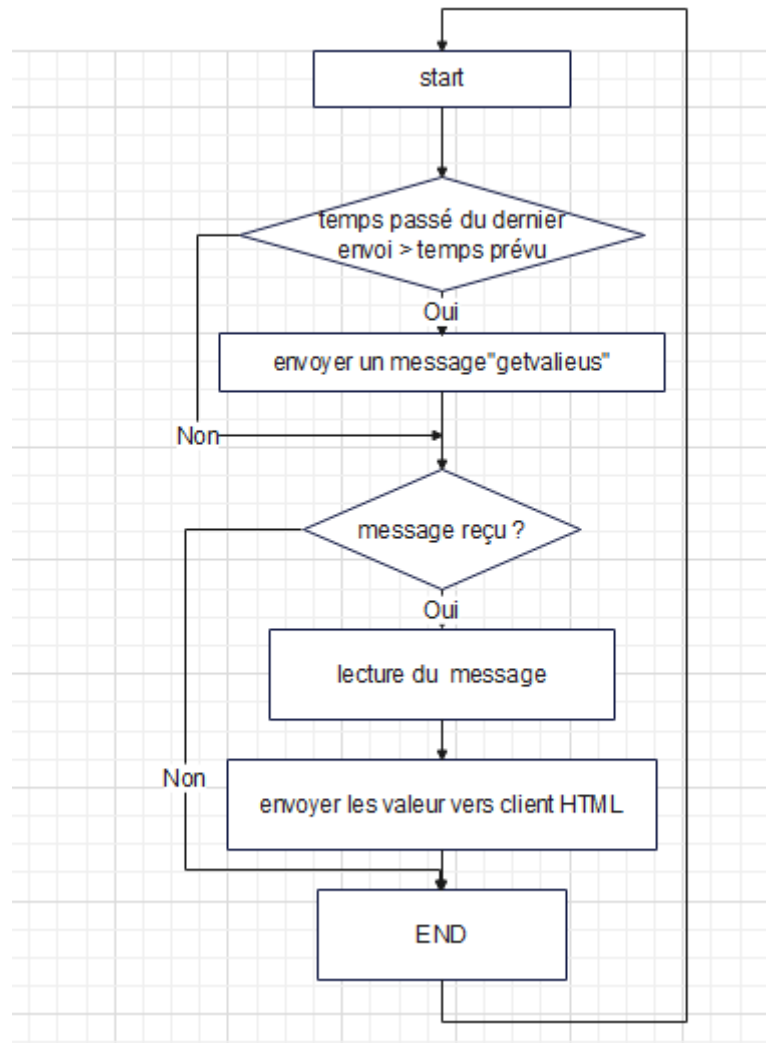 start
temps passé du dernier
envoi > temps prévu
Oui
envoyer un message"getvalieus"
Non
message reçu ?
Oui
lecture du message
Non
envoyer les valeur vers client HTML
END